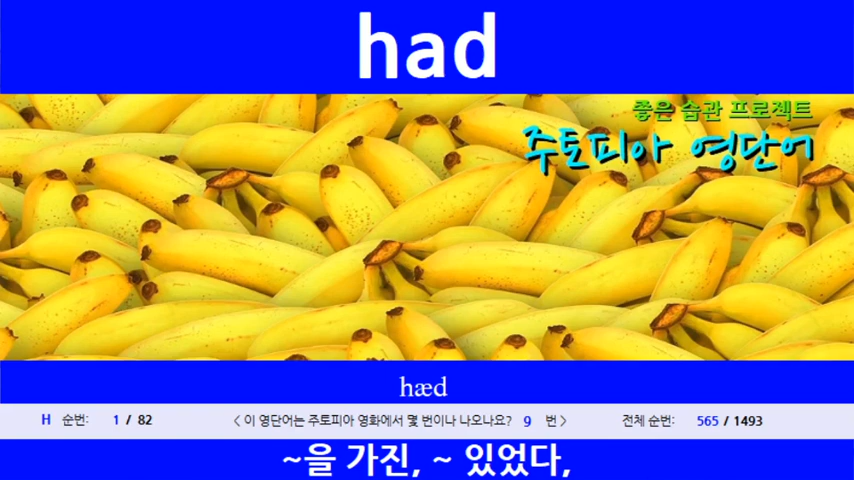 had
좋은 습관 프로젝트
주토피아 영단어
hæd
H 순번: 1 / 82 < 이 영단어는 주토피아 영화에서 몇 번이나 나오나요? 9 번 > 전체 순번: 565 / 1493
~을 가진, ~ 있었다,